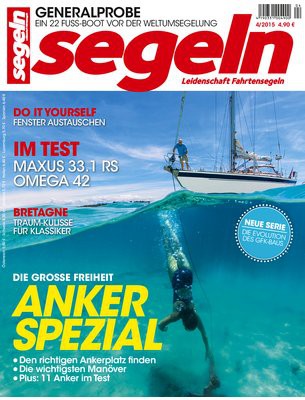 GENERALPROBE
EIN 22 FUSS-BOOT VOR DER WELTUMSEGELUNG
4/2015 4,90 €
segeln
segeln
Leidenschaft Fahrtensegeln
DO IT YOURSELF
FENSTER AUSTAUSCHEN
IM TEST
MAXUS 33.1 RS
OMEGA 42
BRETAGNE
TRAUM-KULISSE
FÜR KLASSIKER
NEUE SERIE
DIE EVOLUTION
DES GFK-BAUS
DIE GROSSE FREIHEIT
ANKER
SPEZIAL
• Den richtigen Ankerplatz finden
• Die wichtigsten Manöver
• Plus: 11 Anker im Test